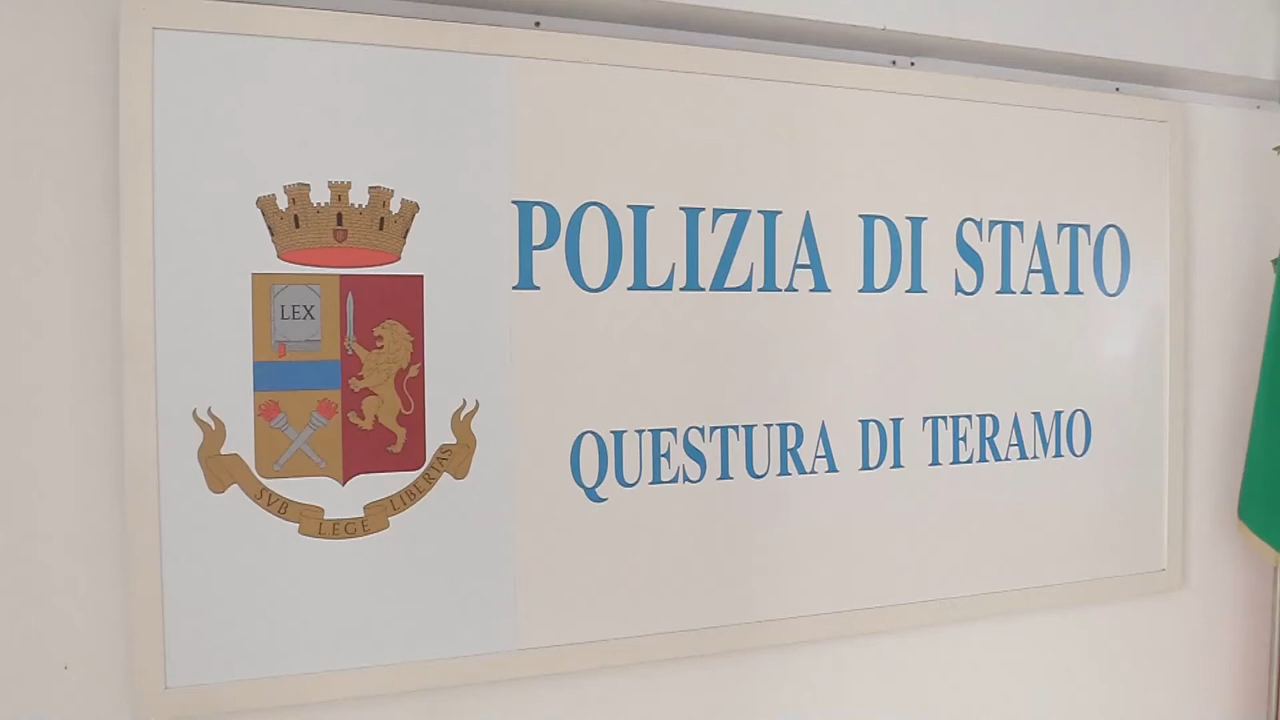 POLIZIA DI STATO
LEX
QUESTURA DI TERAMO
SVB LEGE LIBERTAS